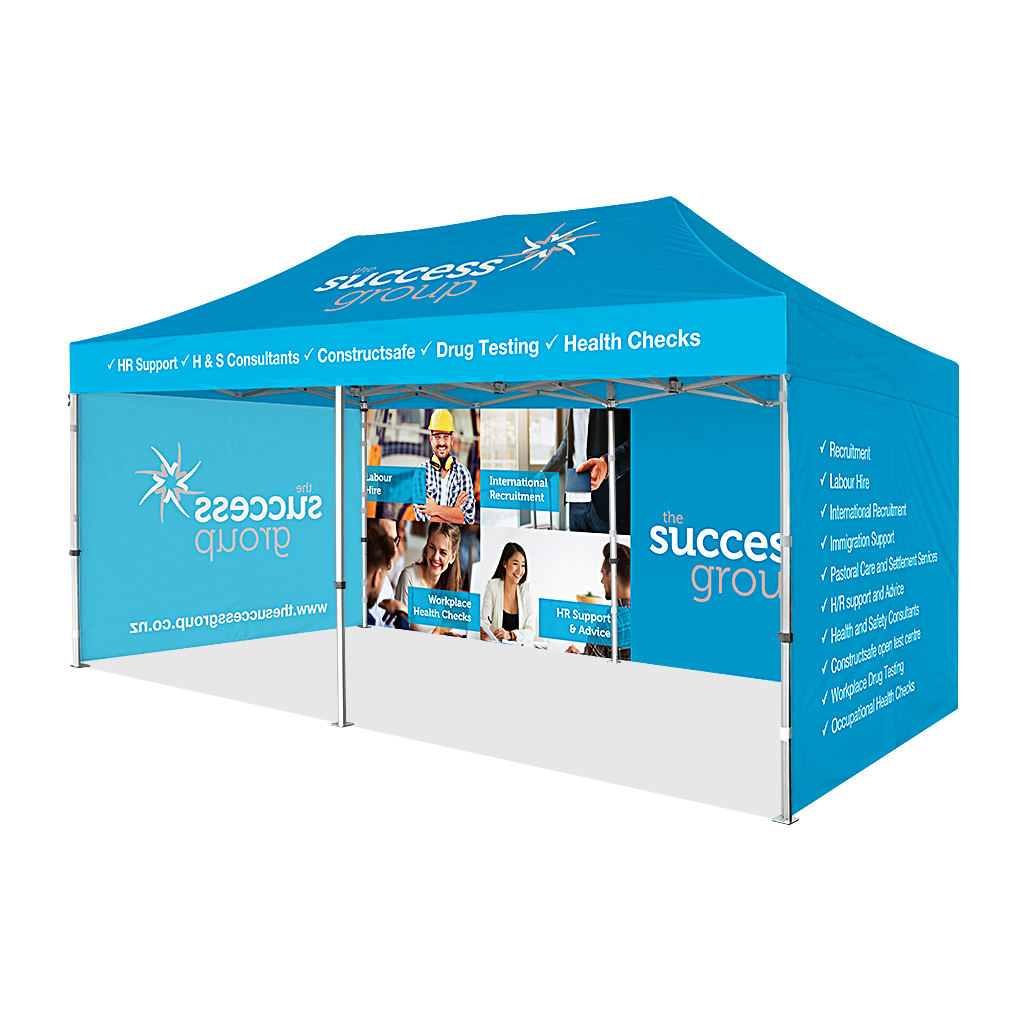 the
success
group
✓ HR Support ✓ H & S Consultants ✓ Constructsafe ✓ Drug Testing ✓ Health Checks
the
success
group
www.thesuccessgroup.co.nz
Labour
Hire
International
Recruitment
Workplace
Health Checks
HR Support
& Advice
the
succes
grou
✓ Recruitment
✓ Labour Hire
✓ International Recruitment
✓ Immigration Support
✓ Pastoral Care and Settlement Services
✓ H/R support and Advice
✓ Health and Safety Consultants
✓ Constructsafe open test centre
✓ Workplace Drug Testing
✓ Occupational Health Checks